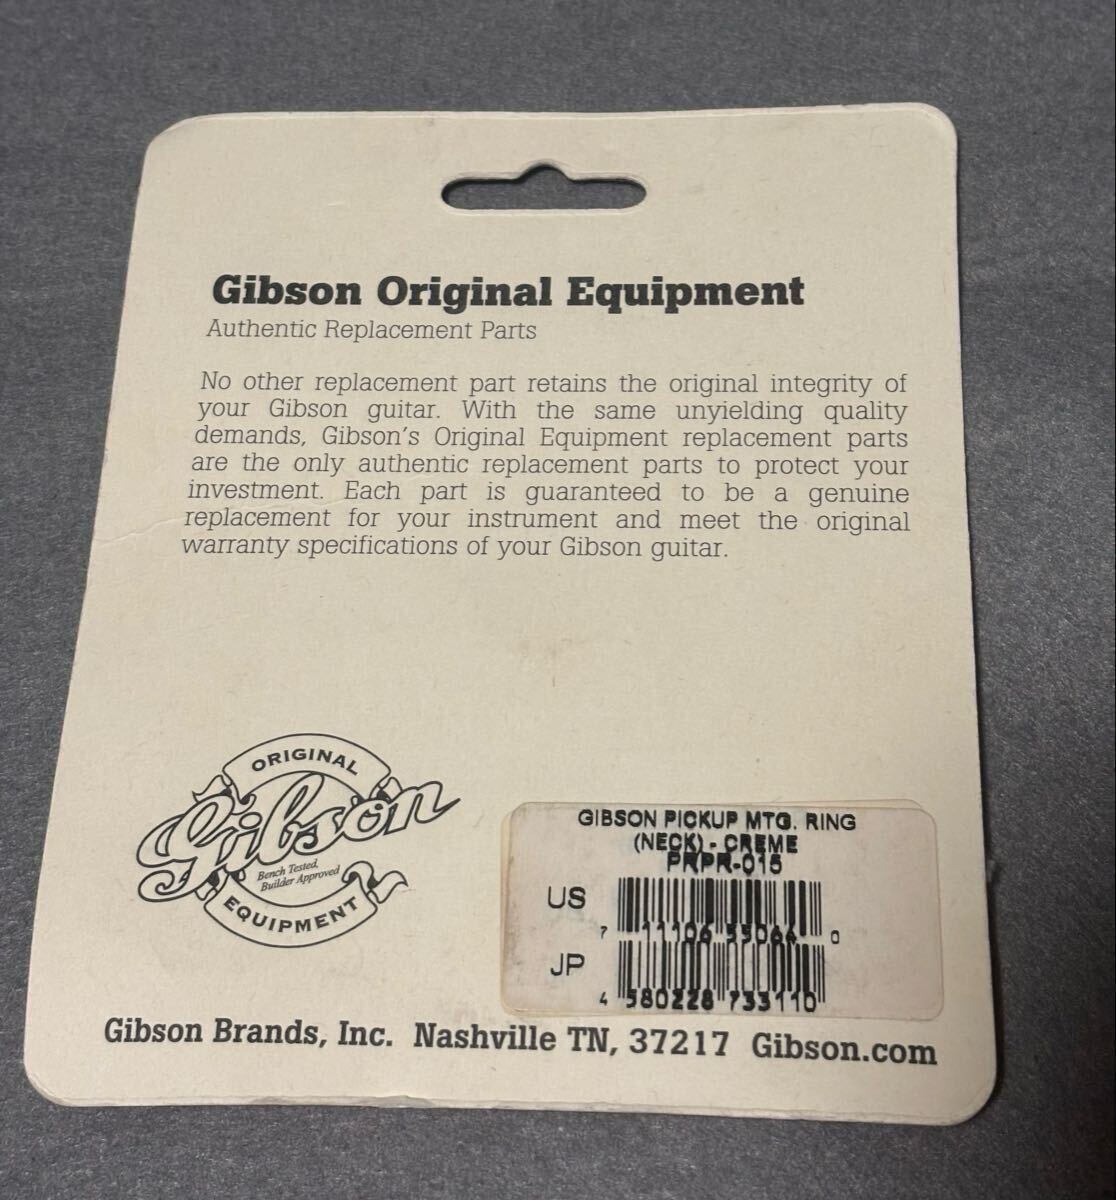 Gibson Original Equipment
Authentic Replacement Parts
No other replacement part retains the original integrity of
your Gibson guitar. With the same unyielding quality
demands, Gibson's Original Equipment replacement parts
are the only authentic replacement parts to protect your
investment. Each part is guaranteed to be a genuine
replacement for your instrument and meet the original
warranty specifications of your Gibson guitar.
ORIGINAL
Gibson
Bench Tested,
Builder Approved
EQUIPMENT
GIBSON PICKUP MTG. RING
(NECK) - CREME
PRPR-015
US
7 11106 55064 0
JP
4 580228 733110
Gibson Brands, Inc. Nashville TN, 37217 Gibson.com